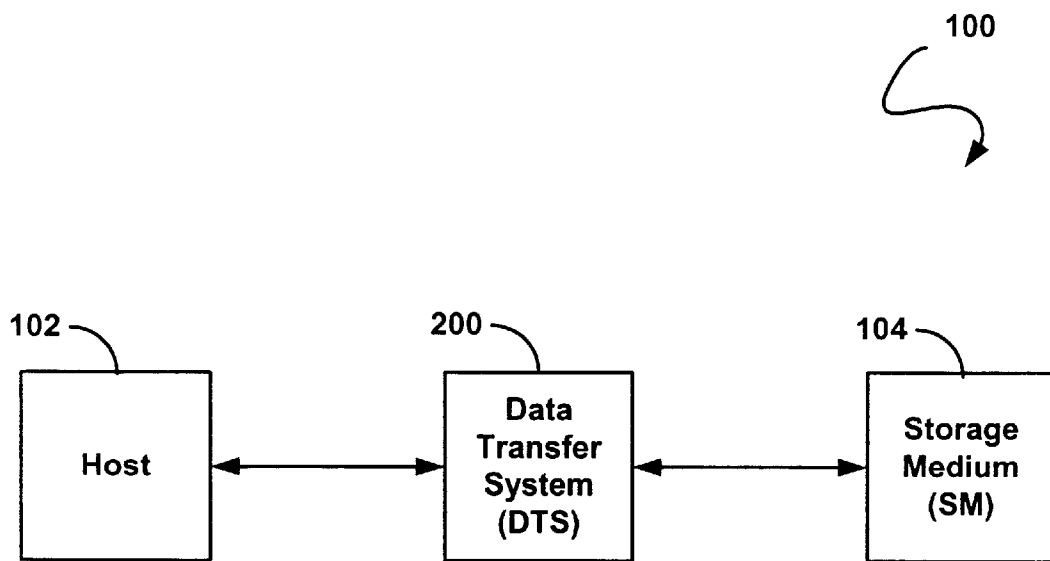 100
102
200
104
Host
Data
Transfer
System
(DTS)
Storage
Medium
(SM)